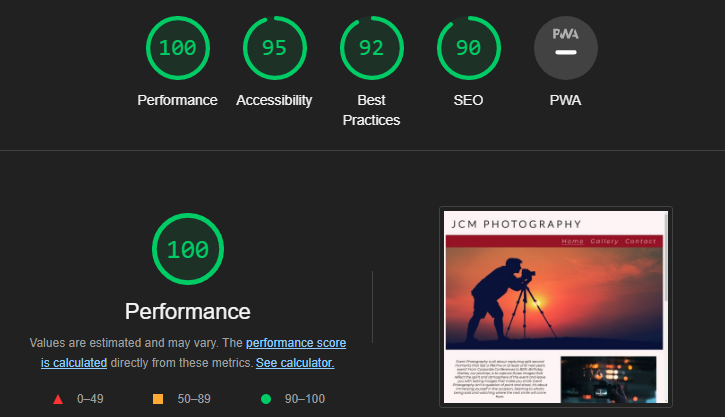 100
95
92
90
PWA
Performance
Accessibility
Best
Practices
SEO
PWA
100
Performance
Values are estimated and may vary. The performance score
is calculated directly from these metrics. See calculator.
0–49
50–89
90–100
JCM PHOTOGRAPHY
Home Gallery Contact